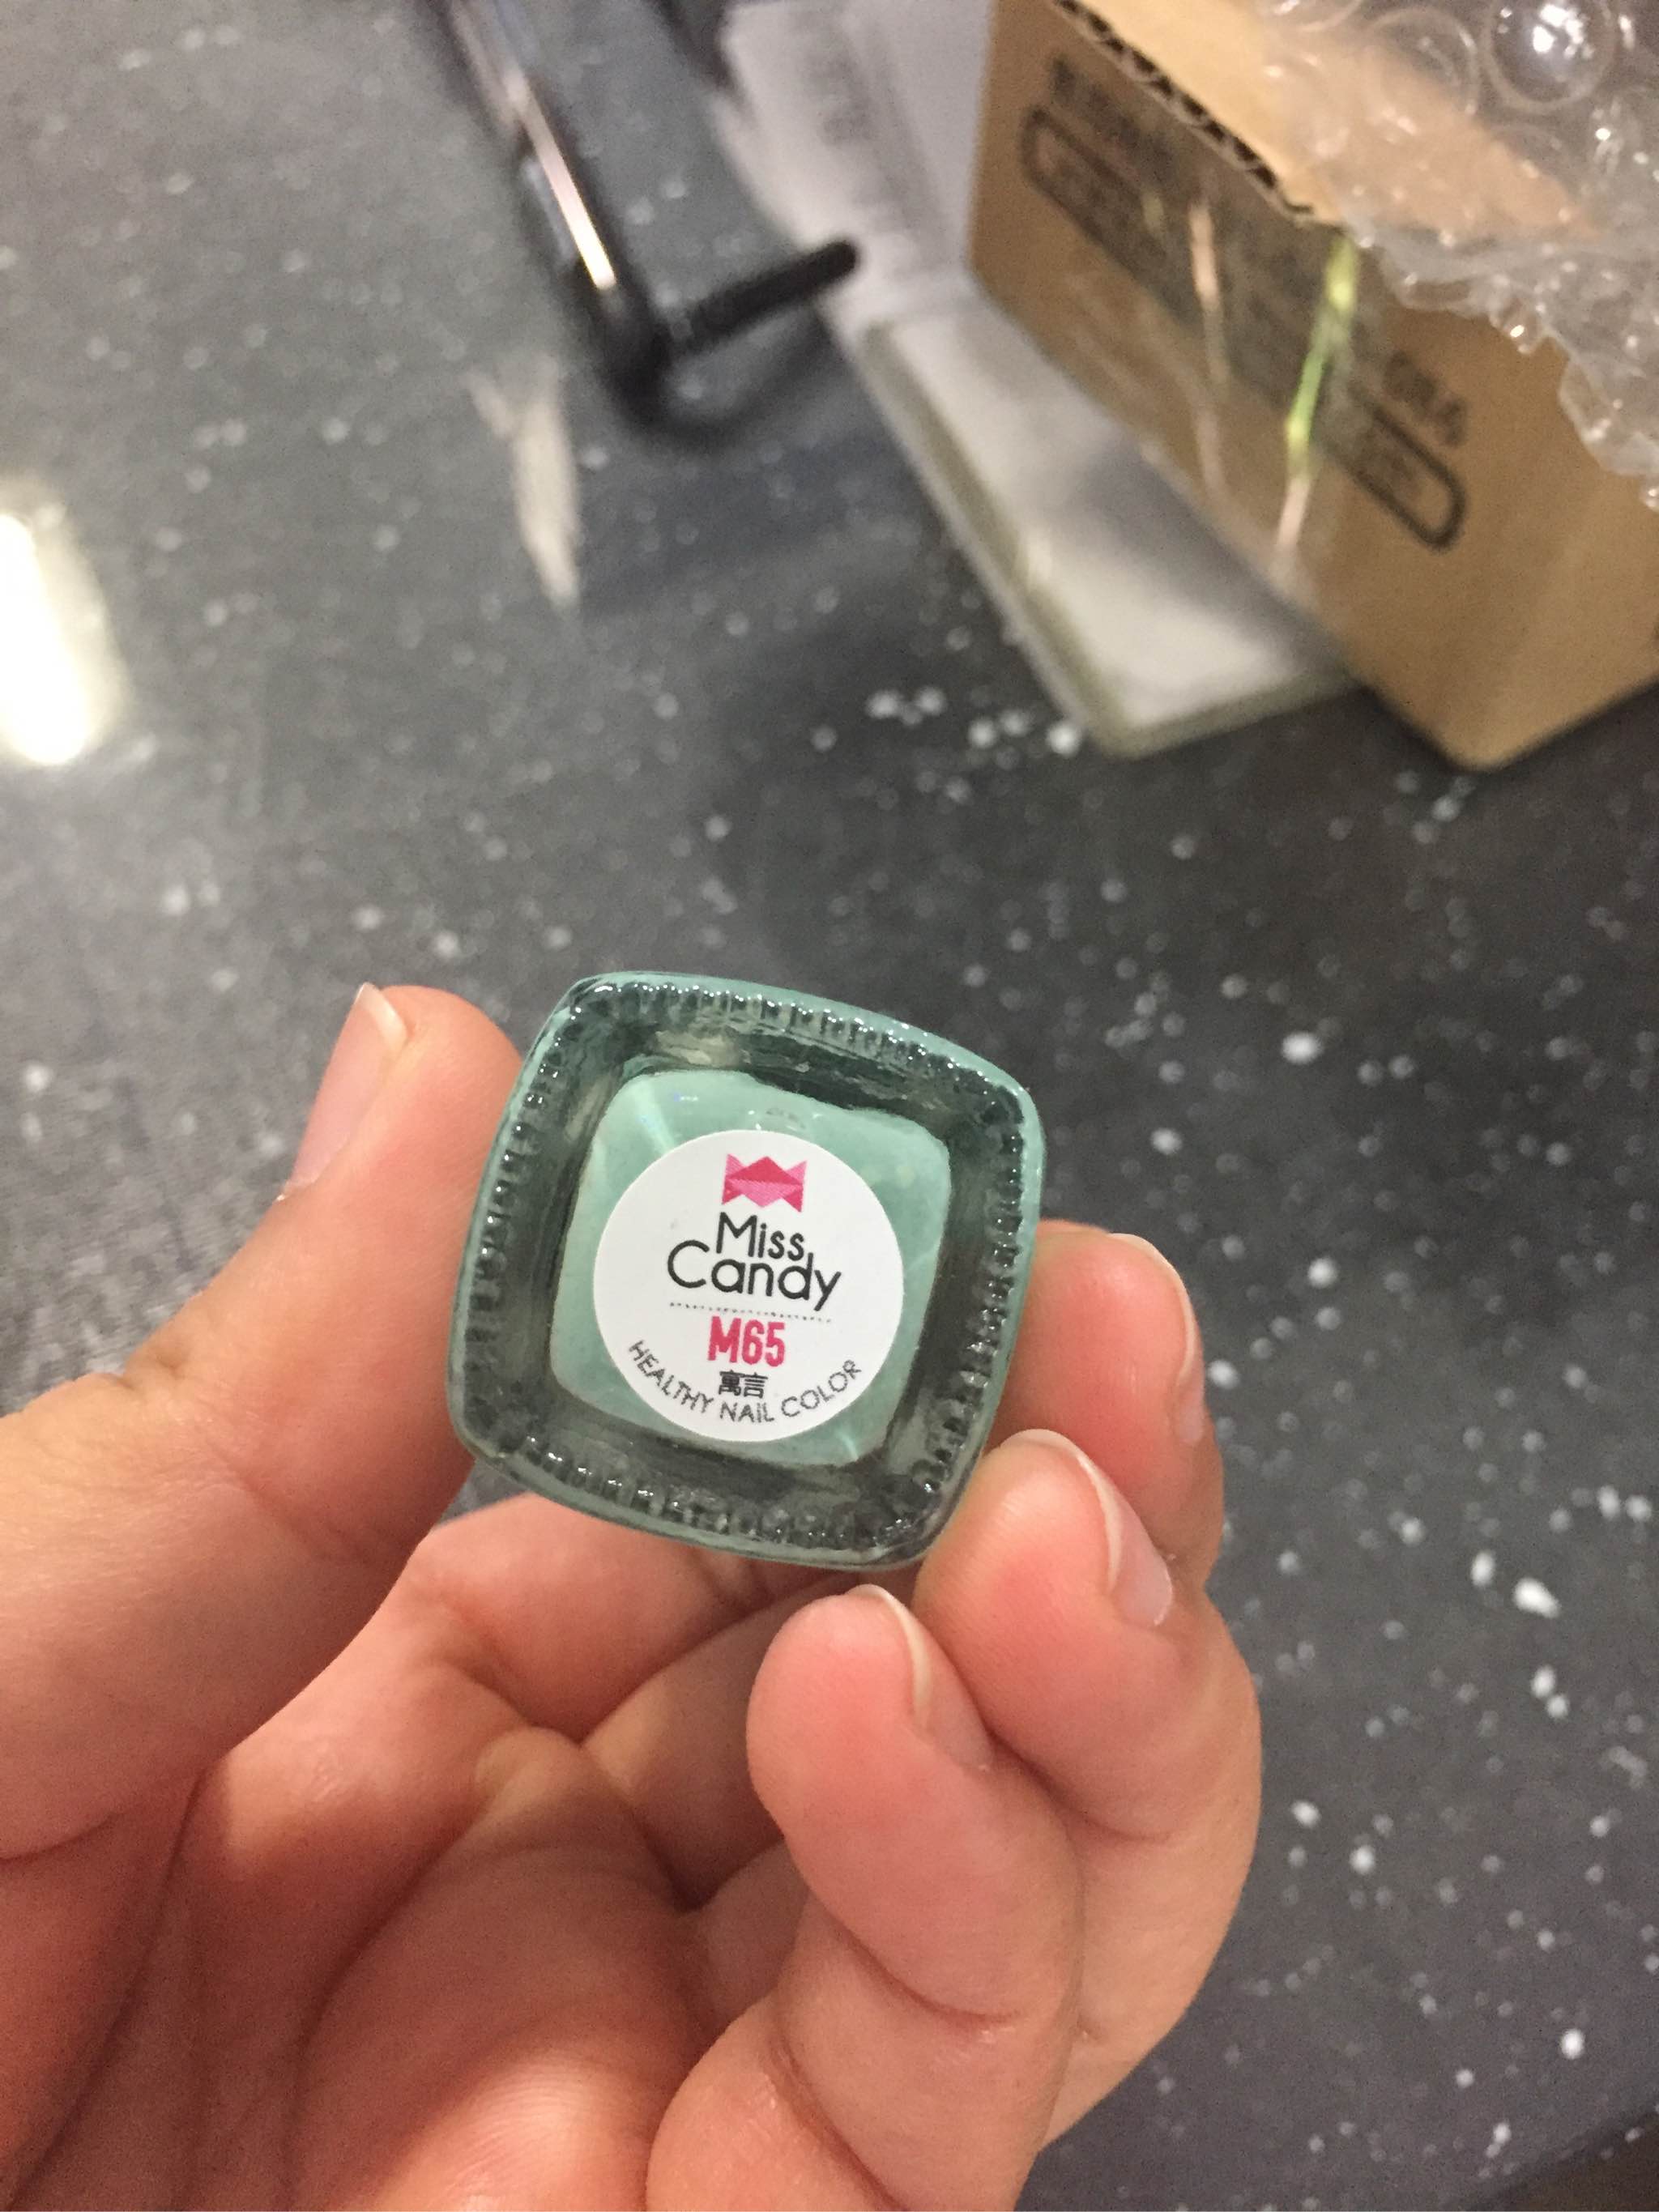 Miss
Candy
M65
寓言
HEALTHY NAIL COLOR